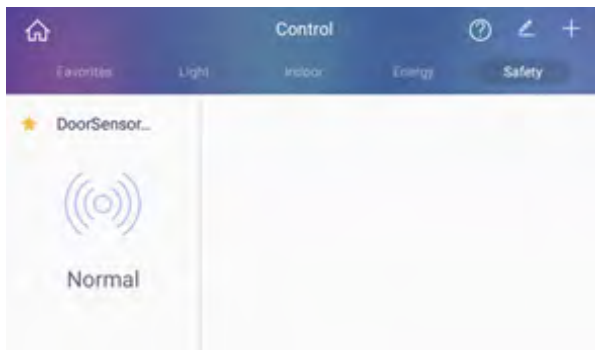 Control
Favorites Light Indoor Energy Safety
DoorSensor...
Normal